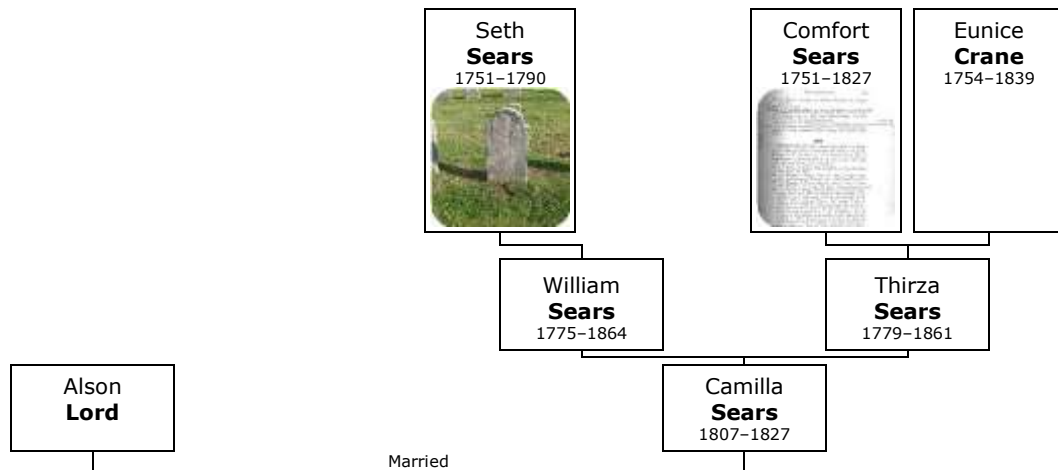 Seth
Sears
1751–1790
Comfort
Sears
1751–1827
Eunice
Crane
1754–1839
William
Sears
1775–1864
Thirza
Sears
1779–1861
Alson
Lord
Camilla
Sears
1807–1827
Married